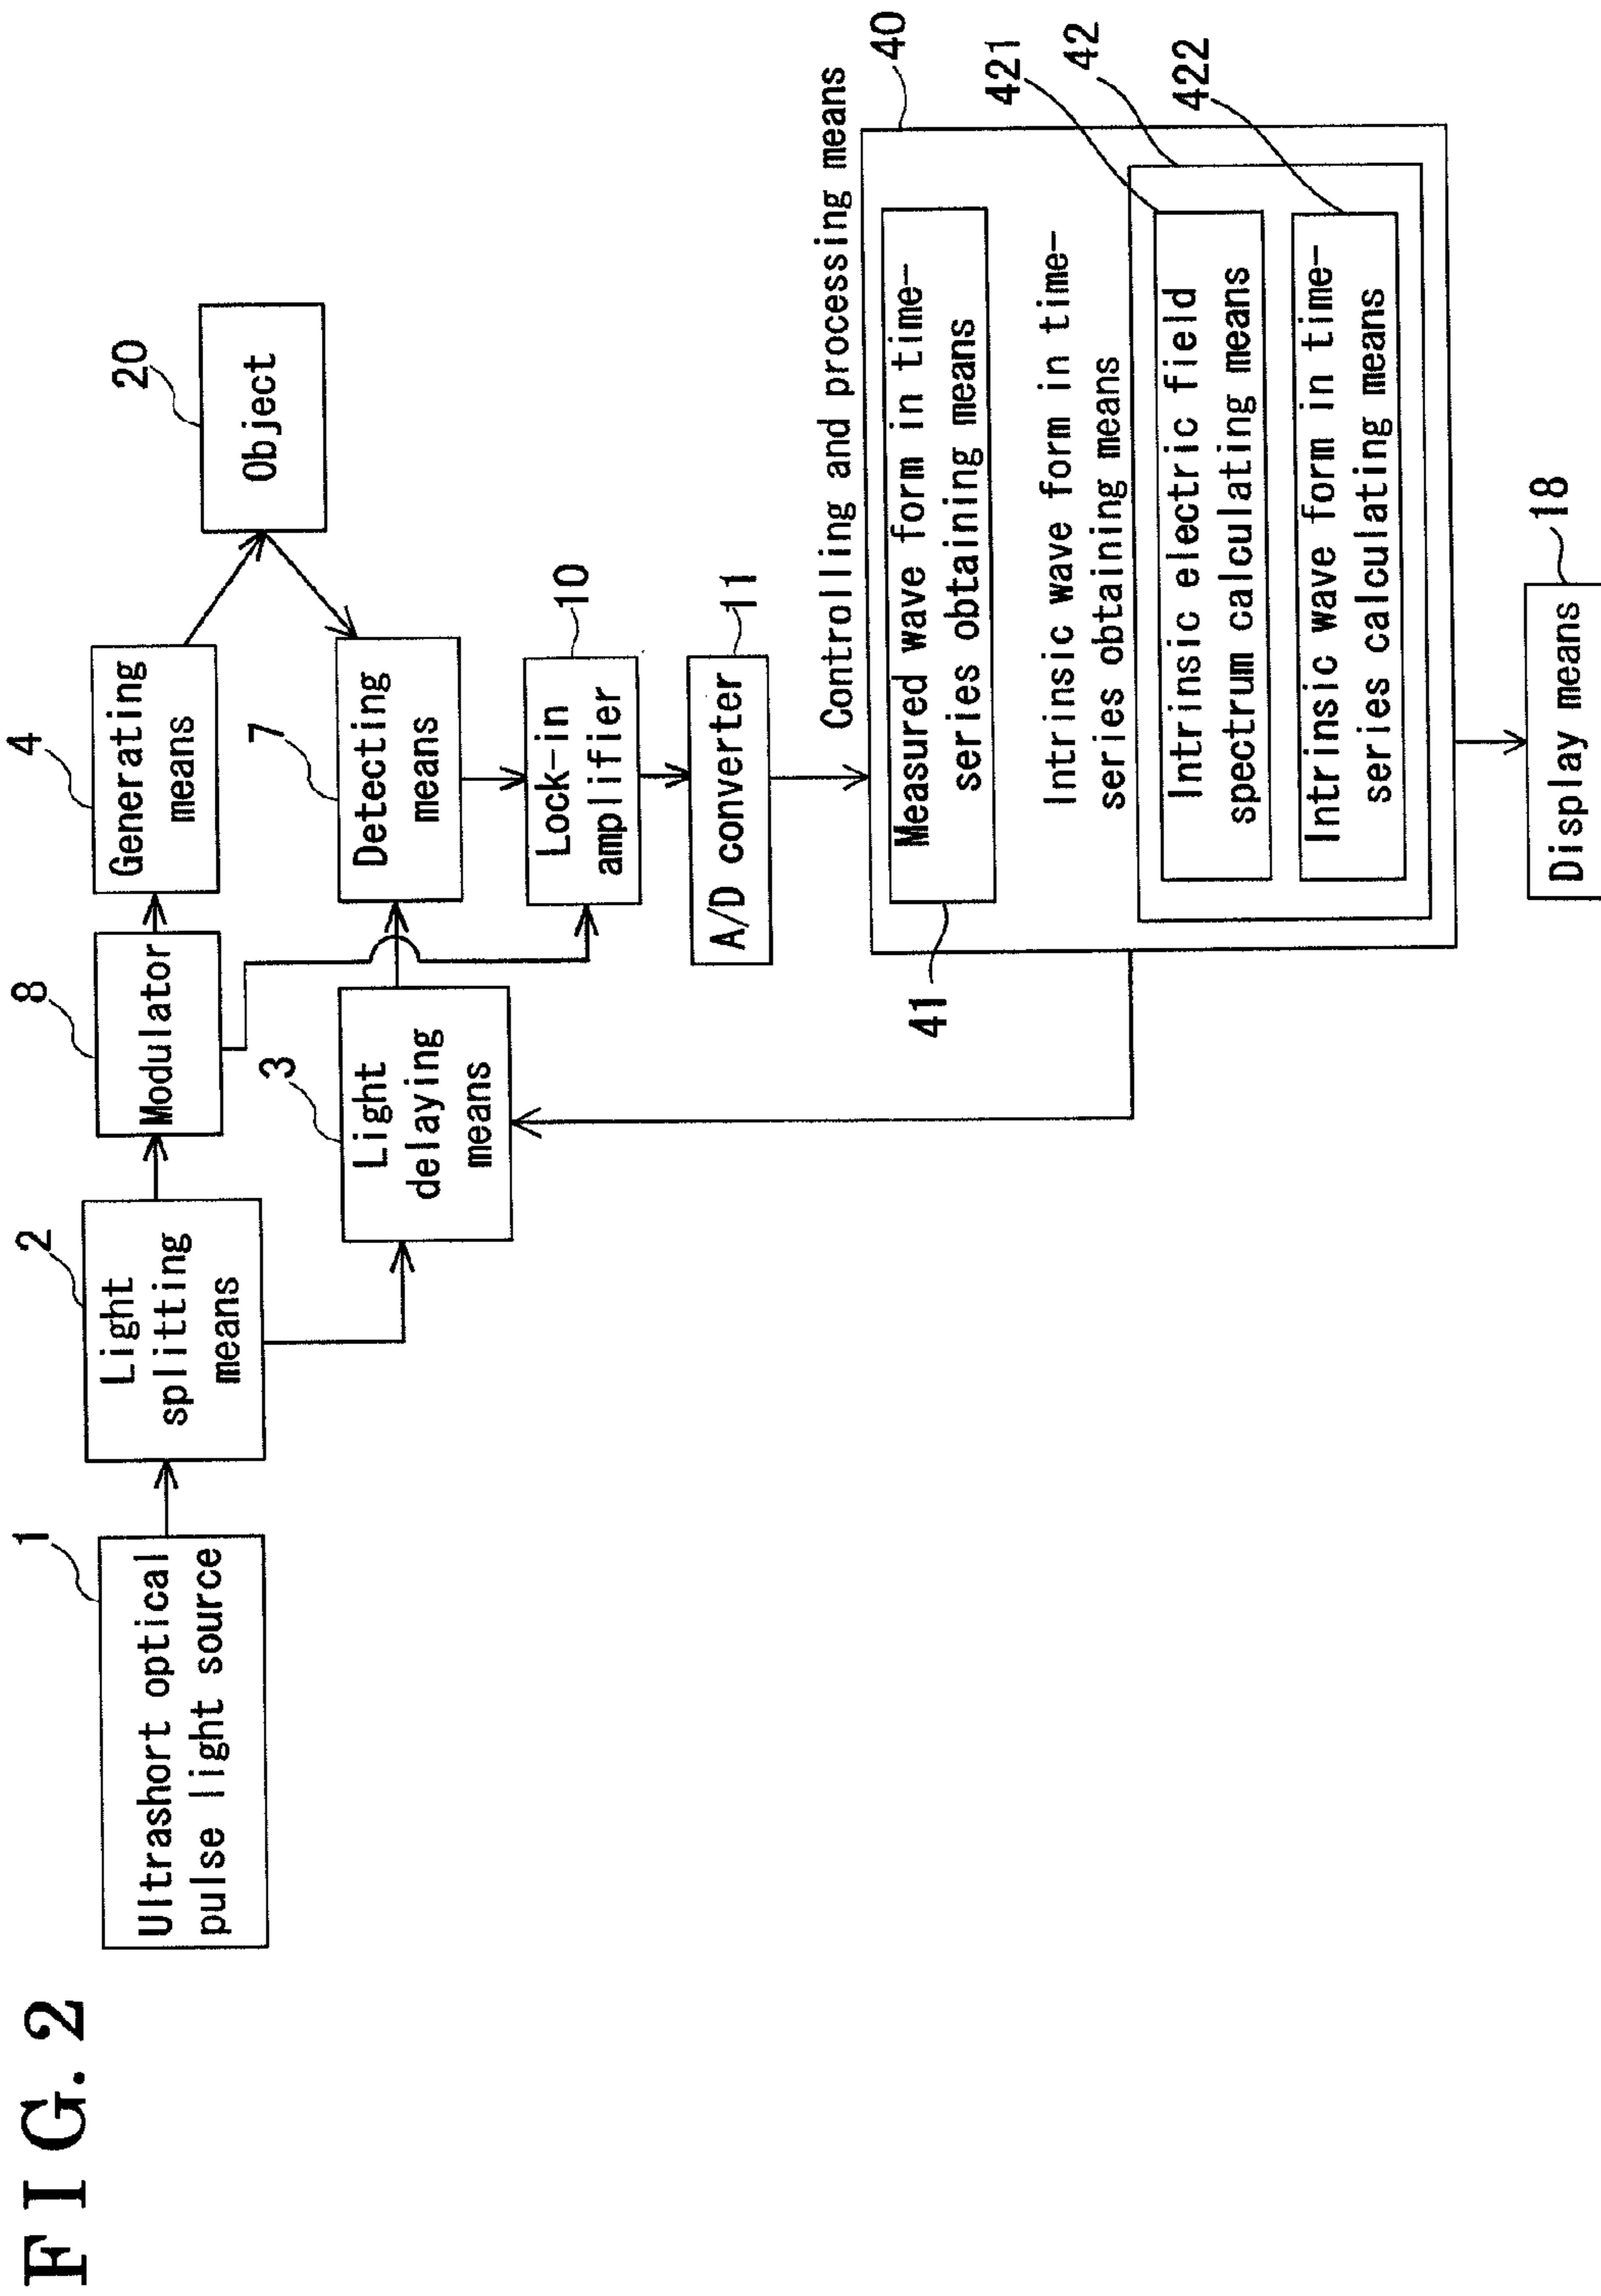 FIG. 2
1
Ultrashort optical
pulse light source
2
Light
splitting
means
8
Modulator
4
Generating
means
20
Object
3
Light
delaying
means
7
Detecting
means
10
Lock-in
amplifier
11
A/D converter
Controlling and processing means
40
41
Measured wave form in time-
series obtaining means
Intrinsic wave form in time-
series obtaining means
421
42
422
Intrinsic electric field
spectrum calculating means
Intrinsic wave form in time-
series calculating means
18
Display means